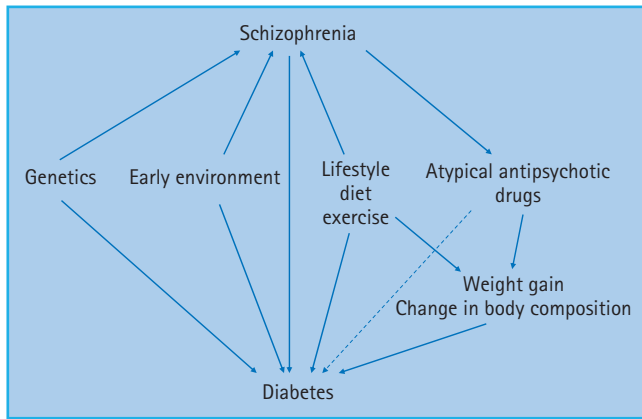 Schizophrenia
Genetics
Early environment
Lifestyle
diet
exercise
Atypical antipsychotic
drugs
Weight gain
Change in body composition
Diabetes